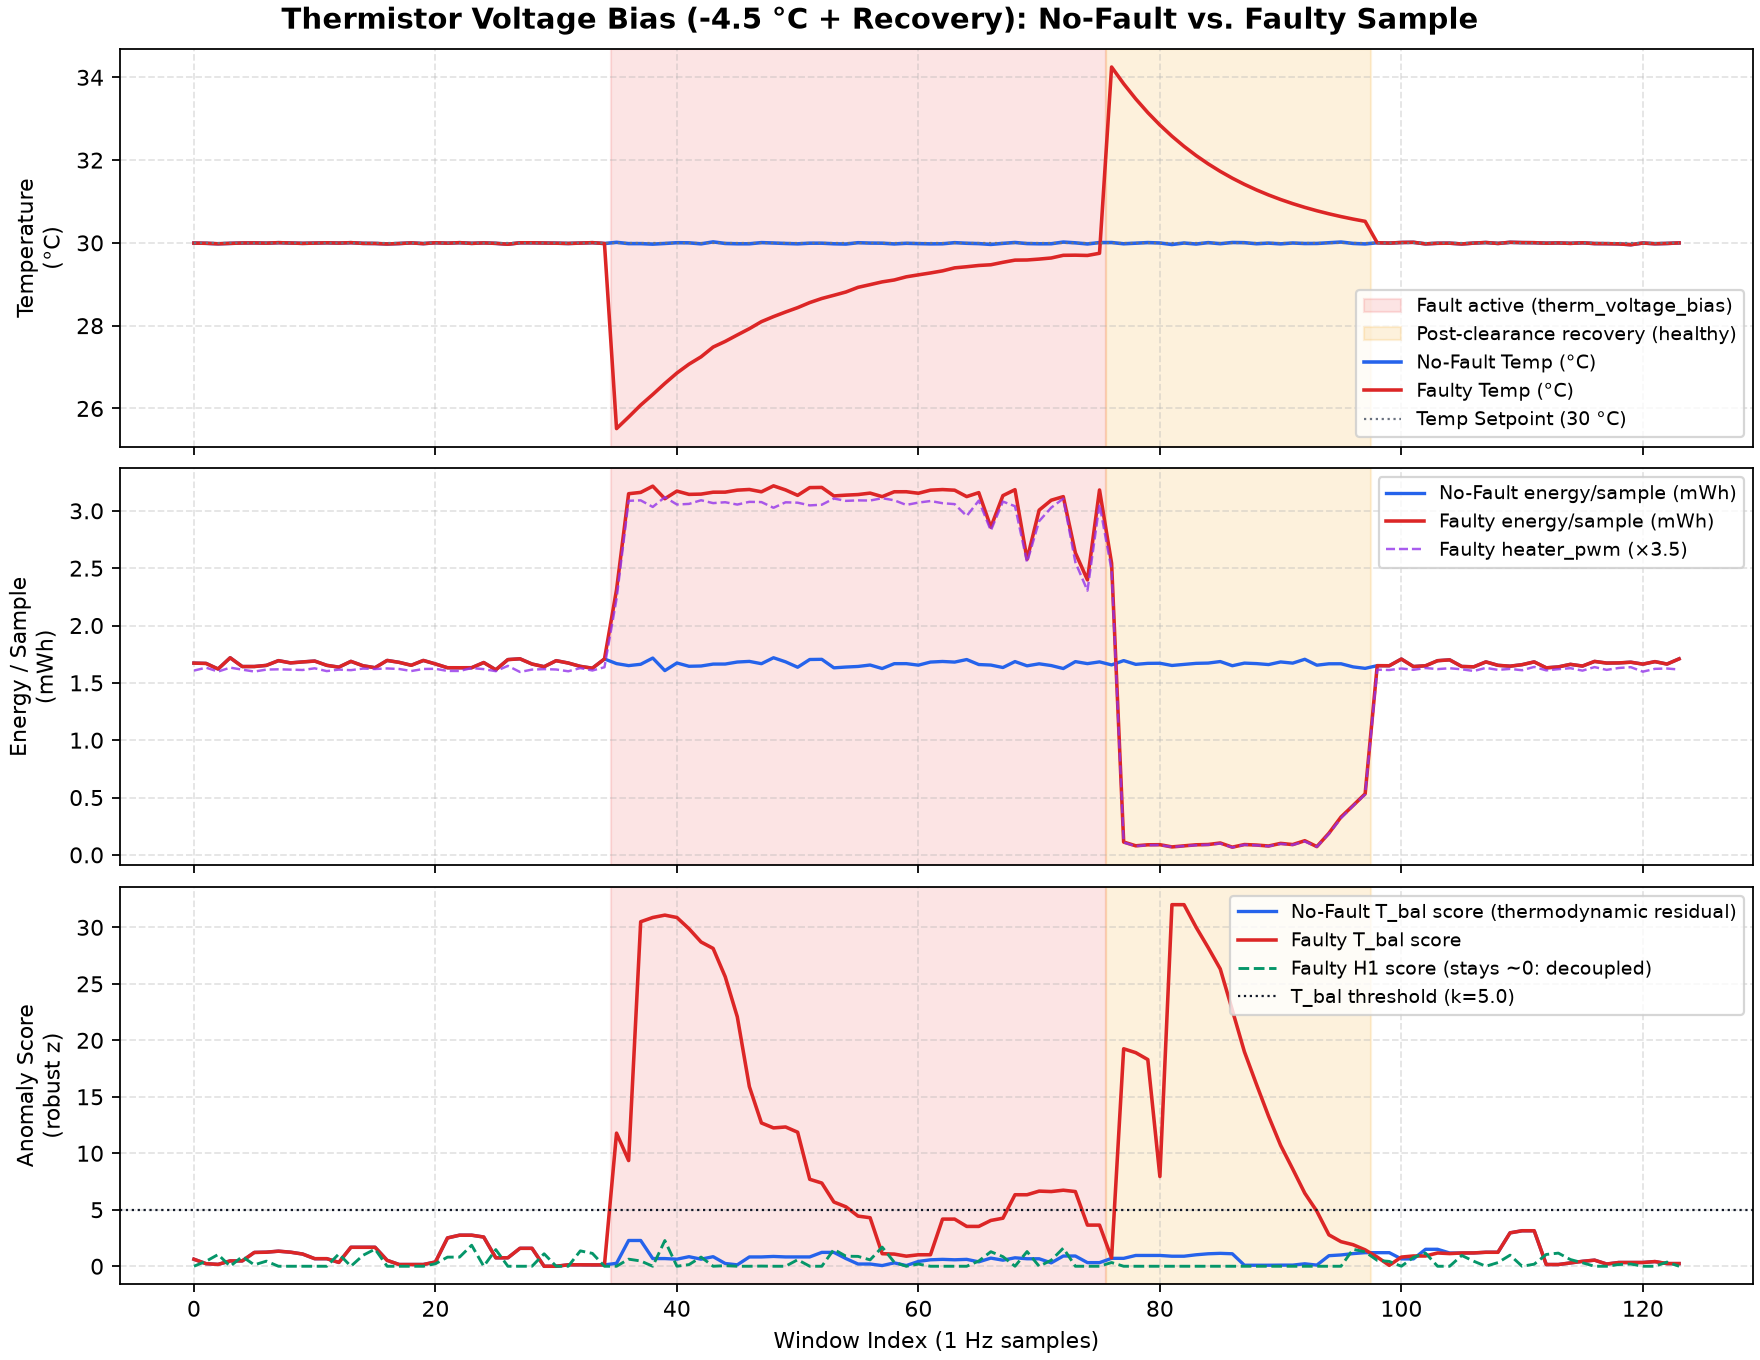 Thermistor Voltage Bias (-4.5 °C + Recovery): No-Fault vs. Faulty Sample
Temperature
(°C)
34
32
30
28
26
Fault active (therm_voltage_bias)
Post-clearance recovery (healthy)
No-Fault Temp (°C)
Faulty Temp (°C)
Temp Setpoint (30 °C)
Energy / Sample
(mWh)
3.0
2.5
2.0
1.5
1.0
0.5
0.0
No-Fault energy/sample (mWh)
Faulty energy/sample (mWh)
Faulty heater_pwm (×3.5)
Anomaly Score
(robust z)
30
25
20
15
10
5
0
No-Fault T_bal score (thermodynamic residual)
Faulty T_bal score
Faulty H1 score (stays ~0: decoupled)
T_bal threshold (k=5.0)
0 20 40 60 80 100 120
Window Index (1 Hz samples)